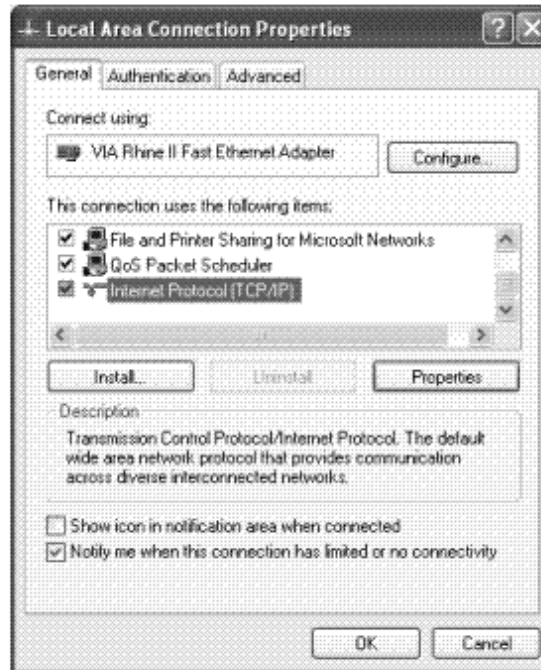 Local Area Connection Properties
General Authentication Advanced
Connect using:
VIA Rhine II Fast Ethernet Adapter
Configure...
This connection uses the following items:
File and Printer Sharing for Microsoft Networks
QoS Packet Scheduler
Internet Protocol (TCP/IP)
Install... Uninstall Properties
Description
Transmission Control Protocol/Internet Protocol. The default
wide area network protocol that provides communication
across diverse interconnected networks.
Show icon in notification area when connected
Notify me when this connection has limited or no connectivity
OK Cancel